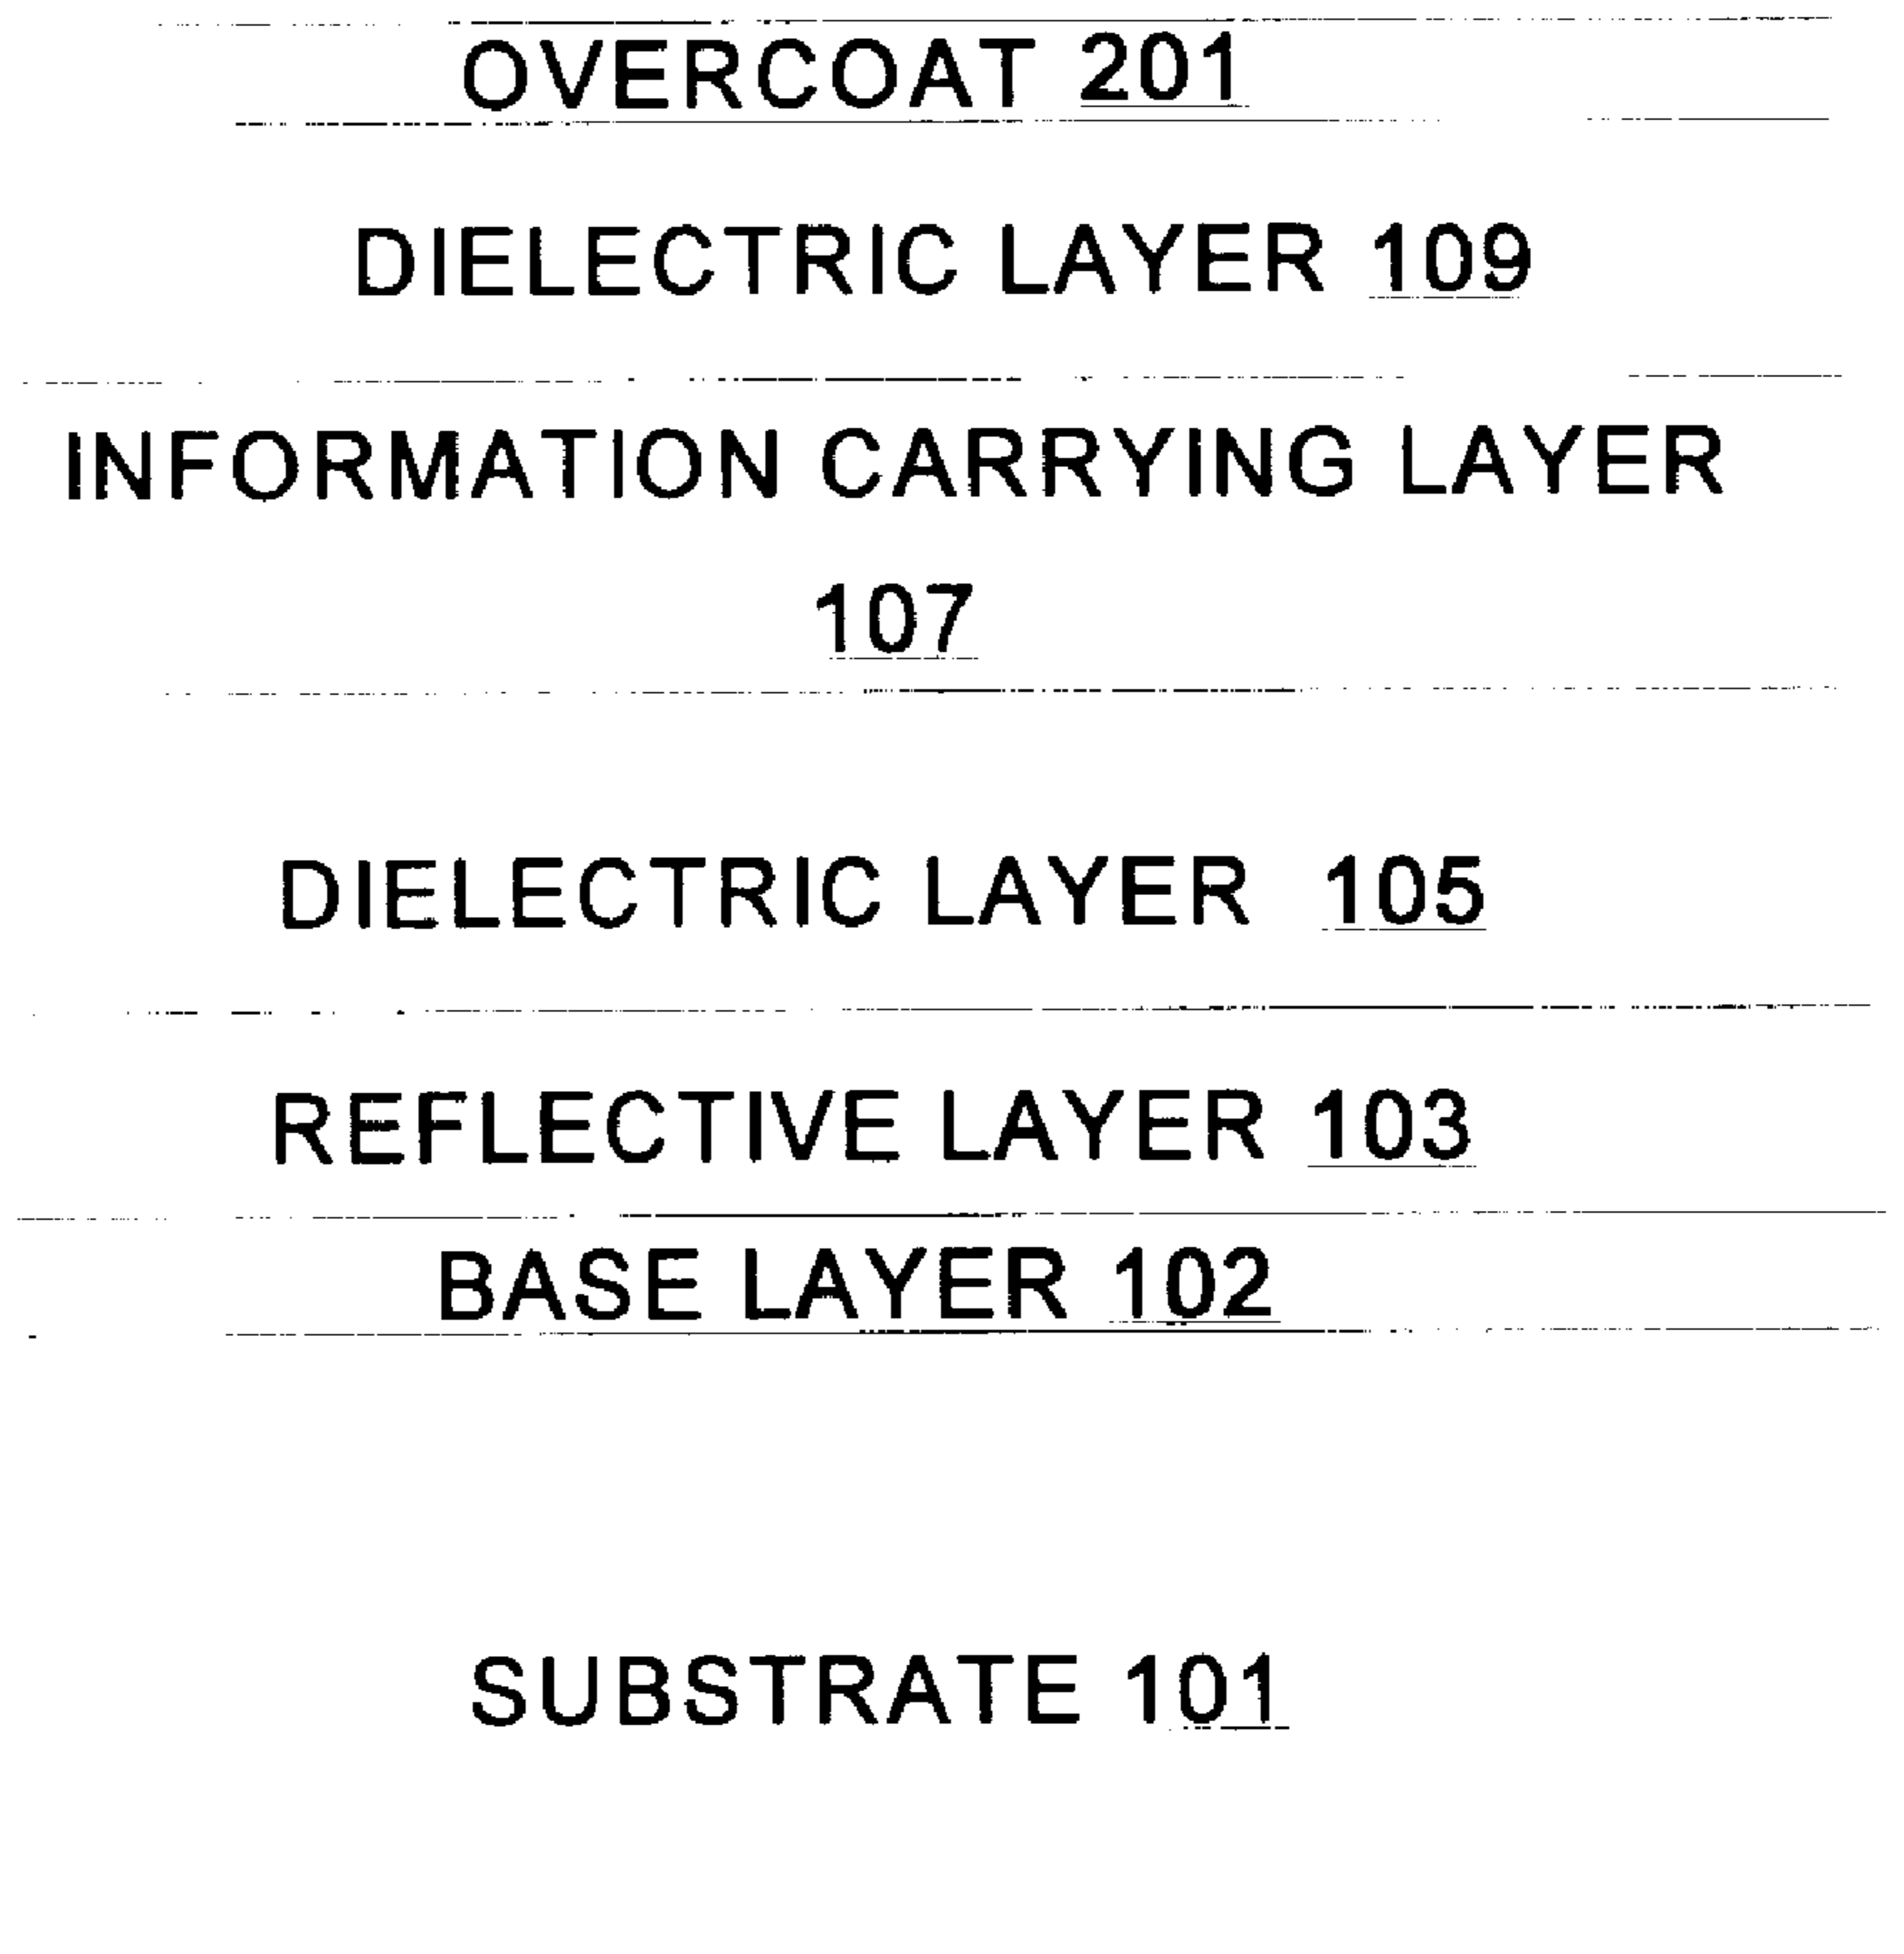 OVERCOAT 201
DIELECTRIC LAYER 109
INFORMATION CARRYING LAYER
107
DIELECTRIC LAYER 105
REFLECTIVE LAYER 103
BASE LAYER 102
SUBSTRATE 101